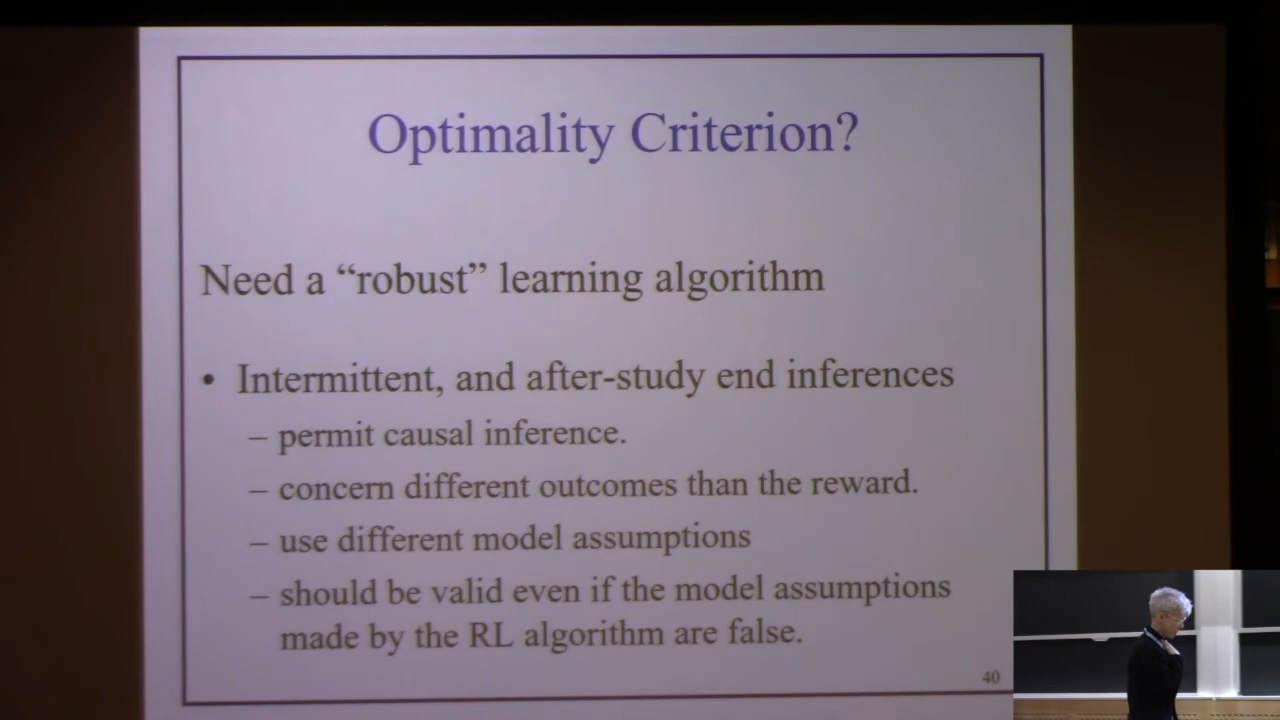 Optimality Criterion?
Need a “robust” learning algorithm
• Intermittent, and after-study end inferences
– permit causal inference.
– concern different outcomes than the reward.
– use different model assumptions
– should be valid even if the model assumptions
made by the RL algorithm are false.
40